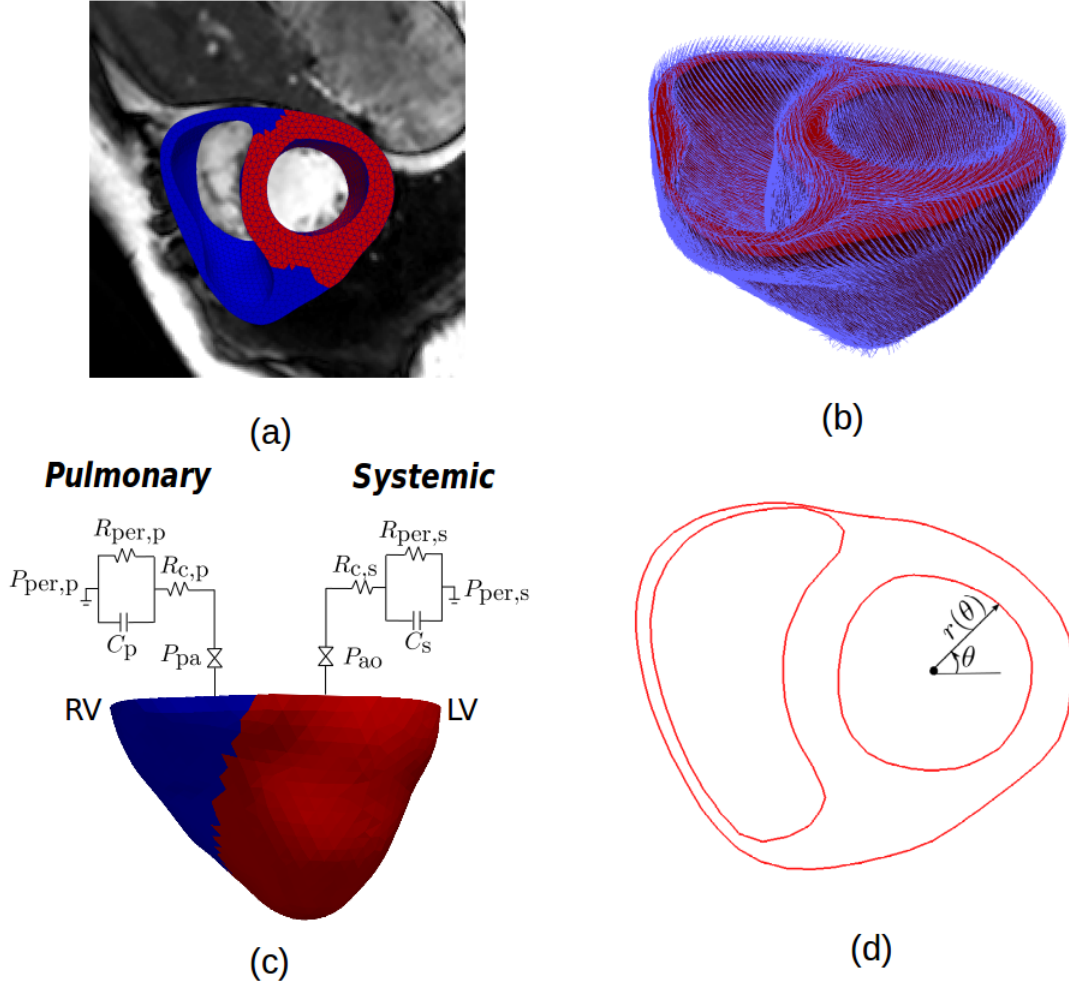 (a)
(b)
Pulmonary
Systemic
R_per,p
R_per,s
R_c,p
R_c,s
P_per,p
P_per,s
C_p
C_s
P_pa
P_ao
RV
LV
r(θ)
θ
(c)
(d)